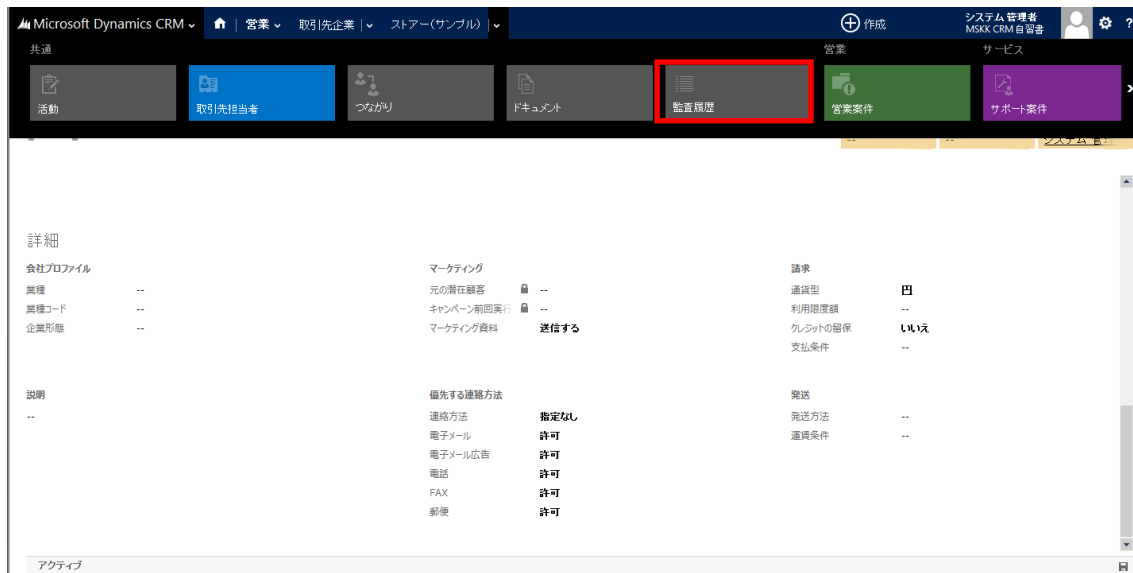 Microsoft Dynamics CRM 営業 取引先企業 ストアー(サンプル) 作成 システム 管理者
MSKK CRM 自習書 ?
共通 営業 サービス
活動 取引先担当者 つながり ドキュメント 監査履歴 営業案件 サポート案件
-- -- システム 管
詳細
会社プロファイル マーケティング 請求
業種 -- 元の潜在顧客 -- 通貨型 円
業種コード -- キャンペーン前回実行 -- 利用限度額 --
企業形態 -- マーケティング資料 送信する クレジットの留保 いいえ
支払条件 --
説明 優先する連絡方法 発送
-- 連絡方法 指定なし 発送方法 --
電子メール 許可 運賃条件 --
電子メール広告 許可
電話 許可
FAX 許可
郵便 許可
アクティブ